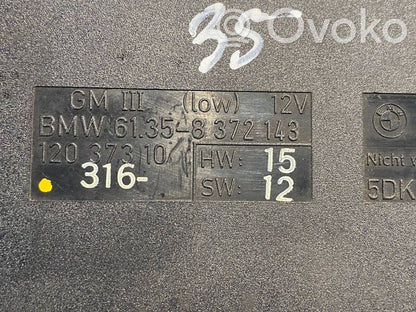 Ovoko
35
GM III (low) 12V
BMW 61.35-8 372 143
120 373 10
HW: 15
316-
SW: 12
Nicht
5DK